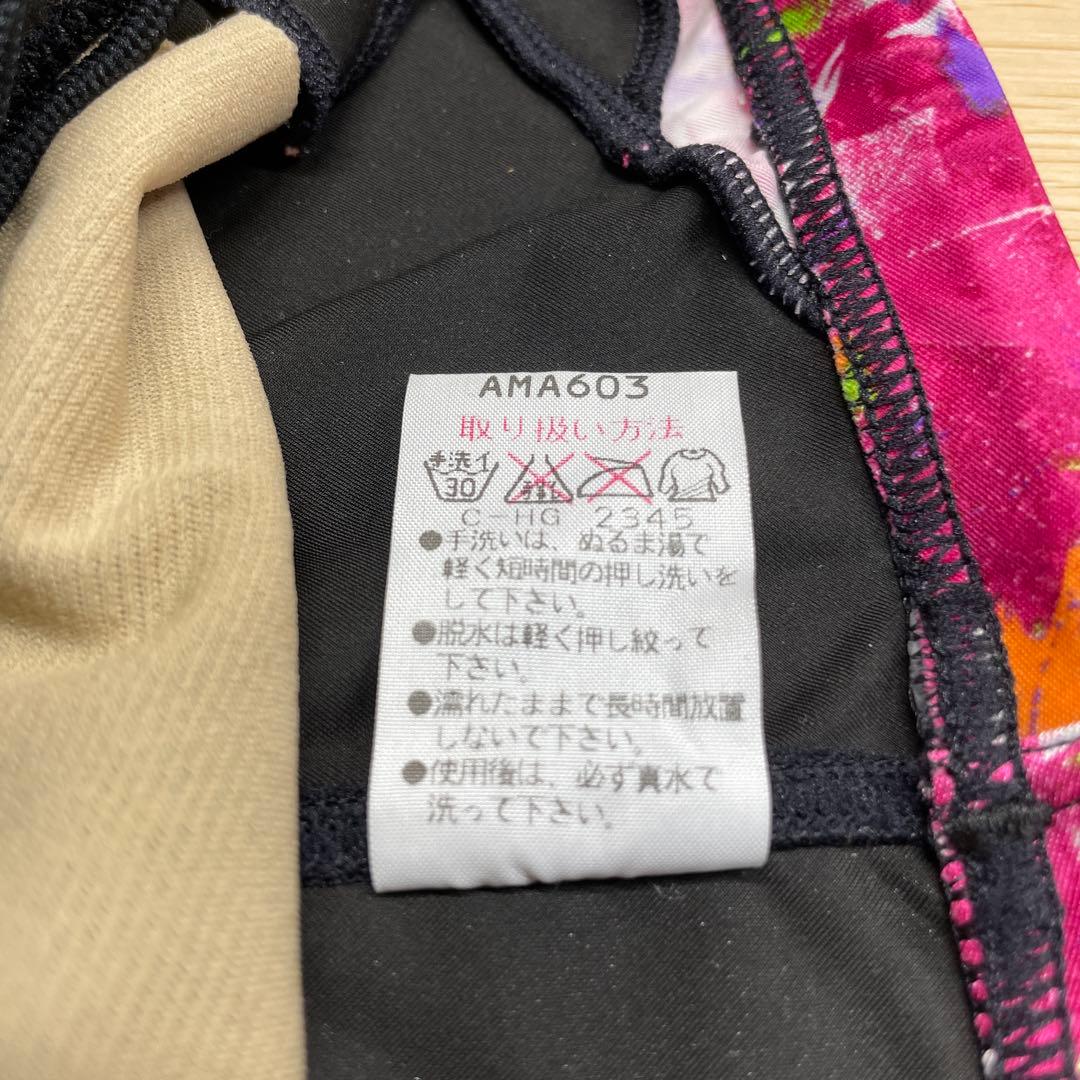 AMA603
取り扱い方法
手洗イ
30
C-HG 2345
●手洗いは、ぬるま湯で
軽く短時間の押し洗いを
して下さい。
●脱水は軽く押し絞って
下さい。
●濡れたままで長時間放置
しないで下さい。
●使用後は、必ず真水で
洗って下さい。